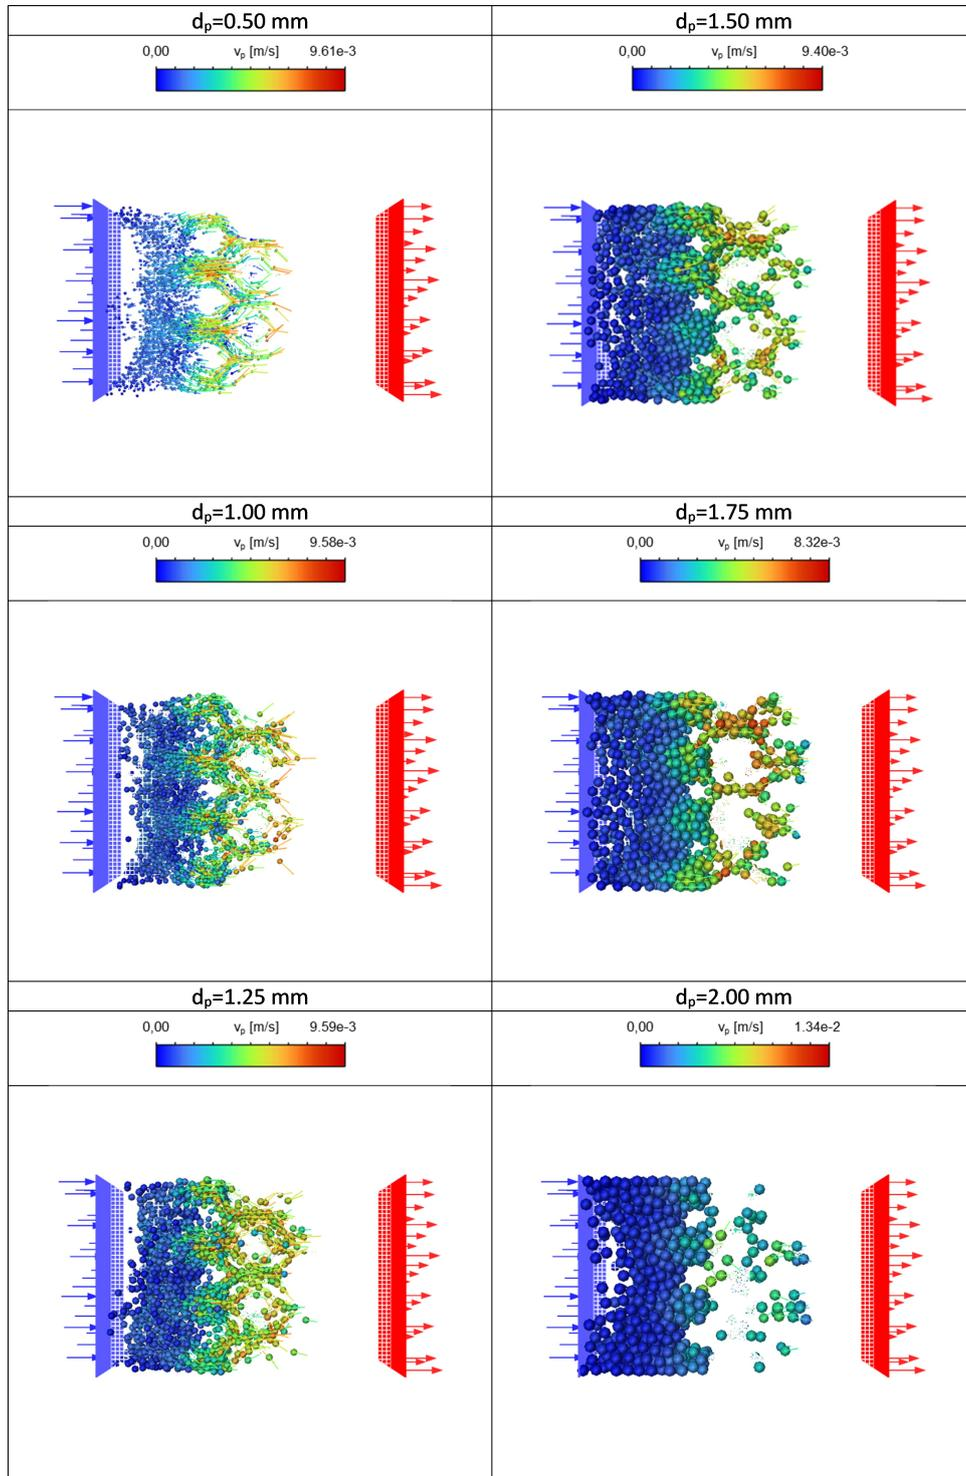 dₚ=0.50 mm
dₚ=1.50 mm
0,00 vₚ [m/s] 9.61e-3
0,00 vₚ [m/s] 9.40e-3
dₚ=1.00 mm
dₚ=1.75 mm
0,00 vₚ [m/s] 9.58e-3
0,00 vₚ [m/s] 8.32e-3
dₚ=1.25 mm
dₚ=2.00 mm
0,00 vₚ [m/s] 9.59e-3
0,00 vₚ [m/s] 1.34e-2